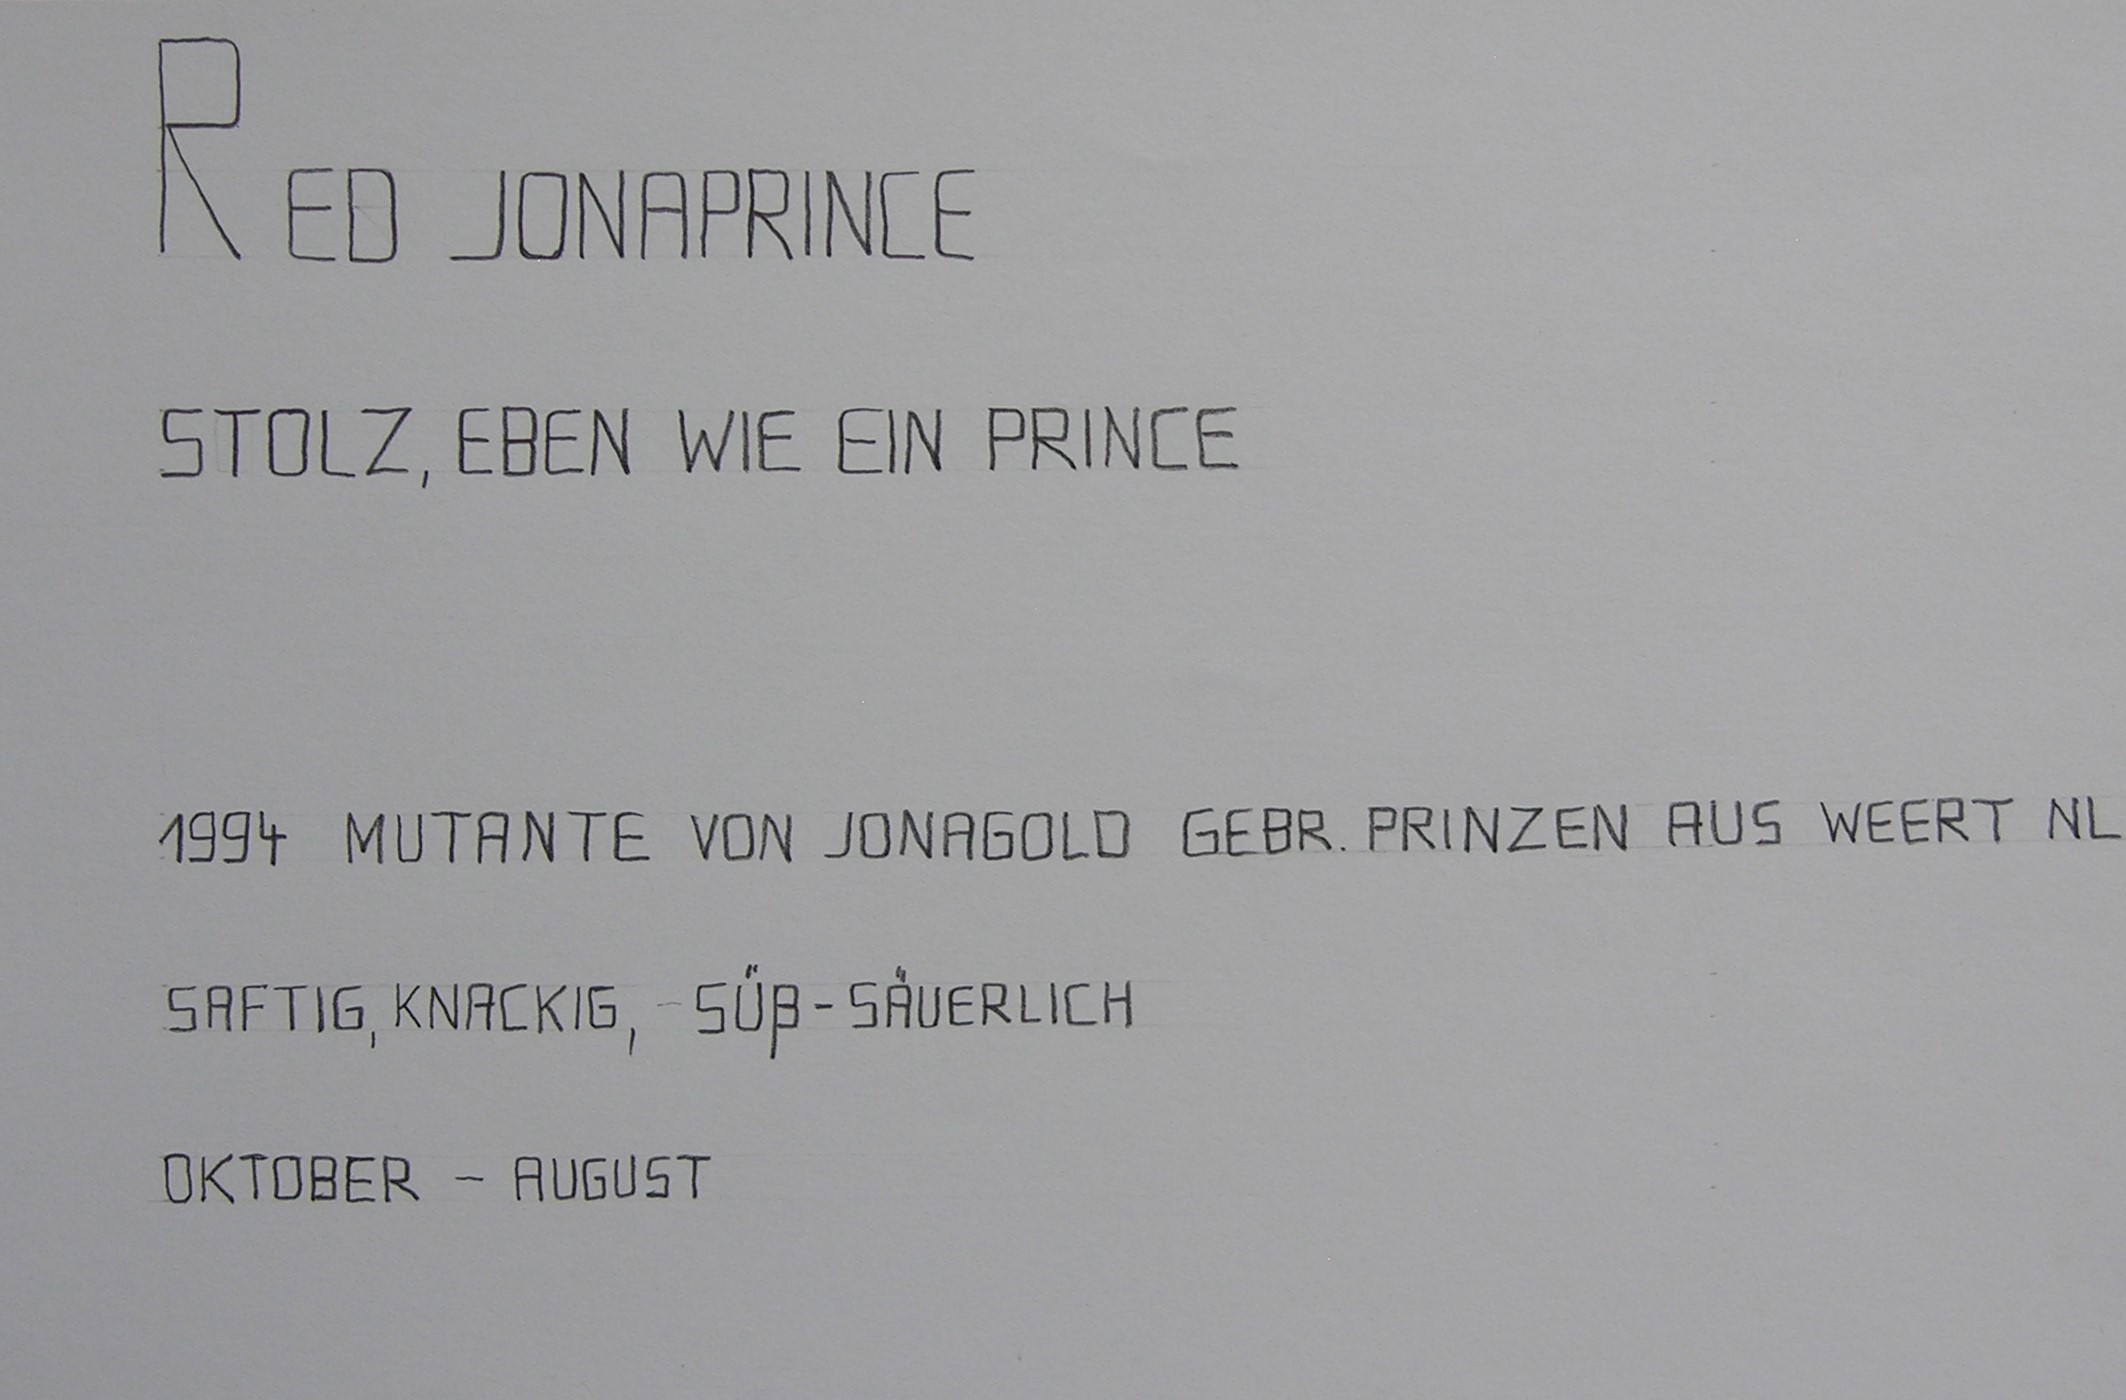 RED JONAPRINCE
STOLZ, EBEN WIE EIN PRINCE
1994 MUTANTE VON JONAGOLD GEBR. PRINZEN AUS WEERT NL
SAFTIG, KNACKIG, - SÜß-SÄUERLICH
OKTOBER - AUGUST